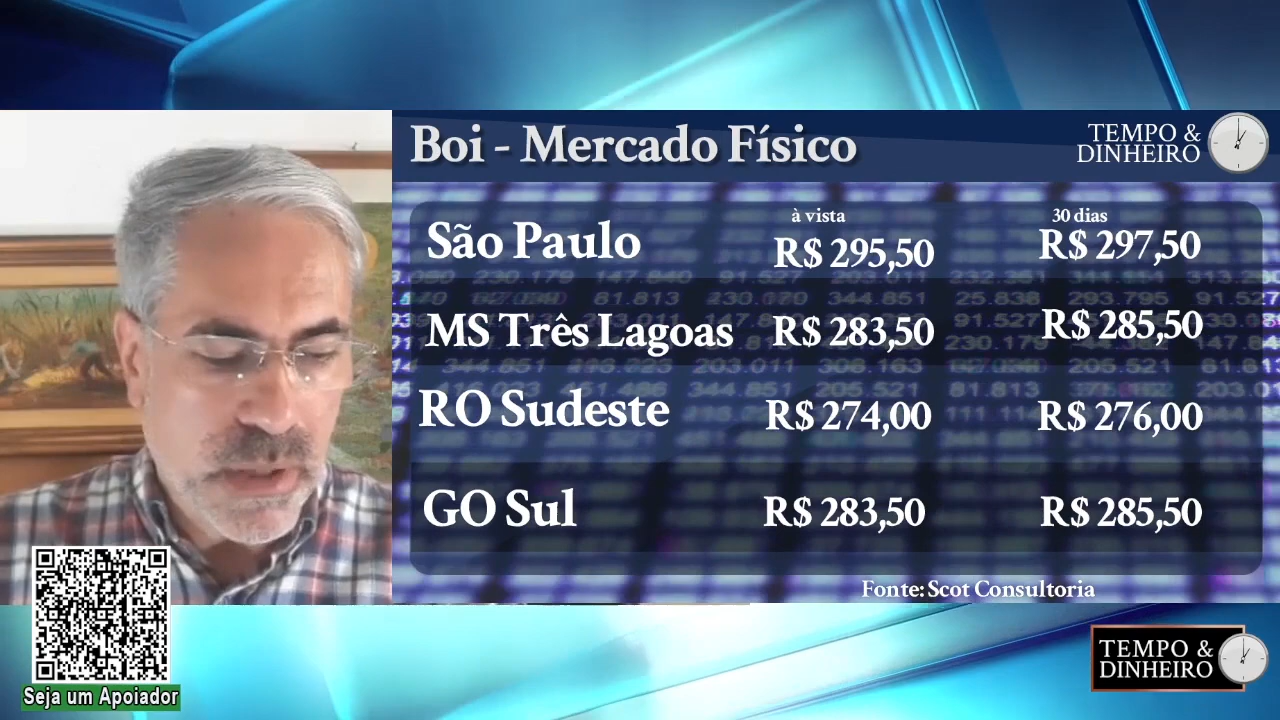 Boi - Mercado Físico
TEMPO &
DINHEIRO
à vista
30 dias
São Paulo
R$ 295,50
R$ 297,50
MS Três Lagoas
R$ 283,50
R$ 285,50
RO Sudeste
R$ 274,00
R$ 276,00
GO Sul
R$ 283,50
R$ 285,50
Fonte: Scot Consultoria
Seja um Apoiador
TEMPO &
DINHEIRO